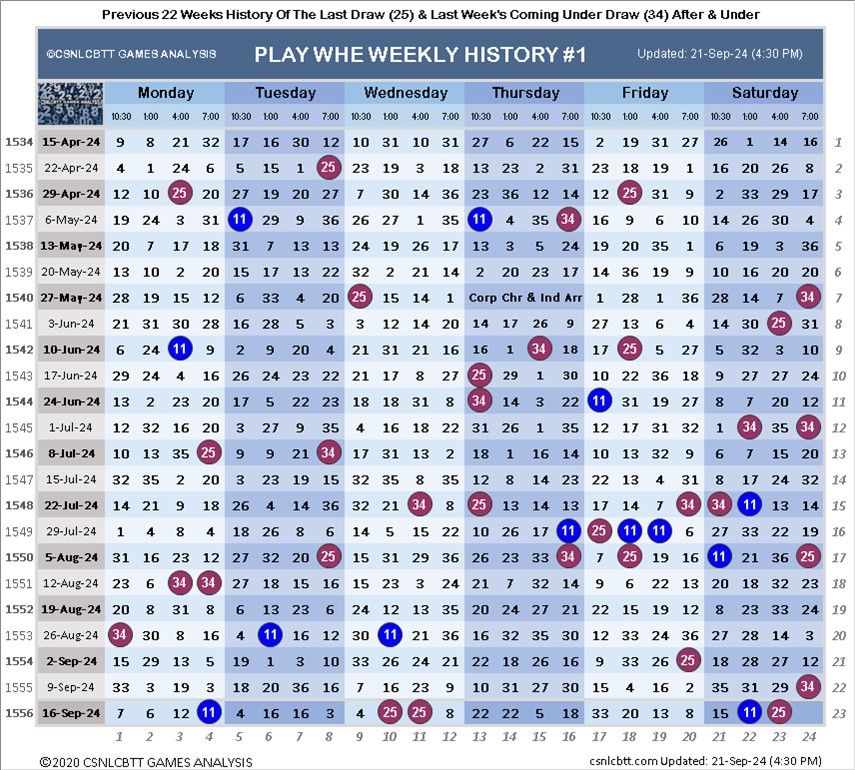 Previous 22 Weeks History Of The Last Draw (25) & Last Week's Coming Under Draw (34) After & Under
©CSNLCBTT GAMES ANALYSIS PLAY WHE WEEKLY HISTORY #1 Updated: 21-Sep-24 (4:30 PM)
CSNLCBTT GAMES ANALYSIS Monday Tuesday Wednesday Thursday Friday Saturday
10:30 1:00 4:00 7:00 10:30 1:00 4:00 7:00 10:30 1:00 4:00 7:00 10:30 1:00 4:00 7:00 10:30 1:00 4:00 7:00 10:30 1:00 4:00 7:00
1534 15-Apr-24 9 8 21 32 17 16 30 12 10 31 10 31 27 6 22 15 2 19 31 27 26 1 14 16 1
1535 22-Apr-24 4 1 24 6 5 15 1 25 23 19 3 18 13 23 2 31 23 18 19 1 16 20 26 8 2
1536 29-Apr-24 12 10 25 20 27 19 20 27 7 30 14 36 23 36 12 14 12 25 31 9 2 33 29 17 3
1537 6-May-24 19 24 3 31 11 29 9 36 26 27 1 35 11 4 35 34 16 9 6 10 14 26 30 4 4
1538 13-May-24 20 7 17 18 31 7 13 13 24 19 26 17 13 3 5 24 19 20 35 1 6 19 3 36 5
1539 20-May-24 13 10 2 20 15 17 13 22 32 2 21 14 2 20 23 17 14 36 19 9 10 16 20 20 6
1540 27-May-24 28 19 15 12 6 33 4 20 25 15 14 1 Corp Chr & Ind Arr 1 28 1 36 28 14 7 34 7
1541 3-Jun-24 21 31 30 28 16 28 5 3 3 12 14 20 14 17 26 9 27 13 6 4 14 30 25 31 8
1542 10-Jun-24 6 24 11 9 2 9 20 4 21 31 21 16 16 1 34 18 17 25 5 27 5 32 3 10 9
1543 17-Jun-24 29 24 4 16 26 24 23 22 21 17 8 27 25 29 1 30 10 22 36 18 9 27 27 24 10
1544 24-Jun-24 13 2 23 20 17 5 22 23 18 18 31 8 34 14 3 22 11 31 19 27 8 7 20 12 11
1545 1-Jul-24 12 32 16 20 3 27 9 35 4 16 18 22 31 26 1 35 12 17 31 32 1 34 35 34 12
1546 8-Jul-24 10 13 35 25 9 9 21 34 17 31 13 2 18 1 16 13 33 29 14 9 6 7 15 20 13
1547 15-Jul-24 32 35 2 20 3 23 19 15 32 35 8 35 12 8 14 23 10 13 4 9 8 24 13 32 14
1548 22-Jul-24 14 21 9 18 26 4 14 36 32 21 34 8 25 13 14 15 17 14 7 34 34 11 14 14 15
1549 29-Jul-24 1 4 8 4 18 26 8 6 14 5 15 22 10 26 17 11 25 11 11 6 27 33 22 19 16
1550 5-Aug-24 31 16 23 12 27 32 20 25 15 31 29 36 26 23 33 34 7 25 19 16 11 21 36 25 17
1551 12-Aug-24 23 6 34 34 27 18 15 16 15 23 3 24 21 7 32 14 9 6 22 13 20 18 32 23 18
1552 19-Aug-24 20 8 31 8 6 13 23 6 24 12 13 35 20 24 27 21 22 15 19 12 8 23 33 24 19
1553 26-Aug-24 34 30 8 16 4 11 16 12 30 11 21 36 16 32 35 30 12 33 24 36 27 28 14 3 20
1554 2-Sep-24 15 29 13 5 19 1 3 10 33 26 24 21 22 18 26 16 9 33 26 25 18 28 27 12 21
1555 9-Sep-24 33 3 19 3 18 20 36 16 7 16 23 9 10 31 27 30 15 4 16 2 35 31 29 34 22
1556 16-Sep-24 7 6 12 11 4 16 16 3 9 25 11 8 22 22 5 18 33 20 13 8 15 11 25 23
1 2 3 4 5 6 7 8 9 10 11 12 13 14 15 16 17 18 19 20 21 22 23 24
©2020 CSNLCBTT GAMES ANALYSIS csnlcbtt.com Updated: 21-Sep-24 (4:30 PM)